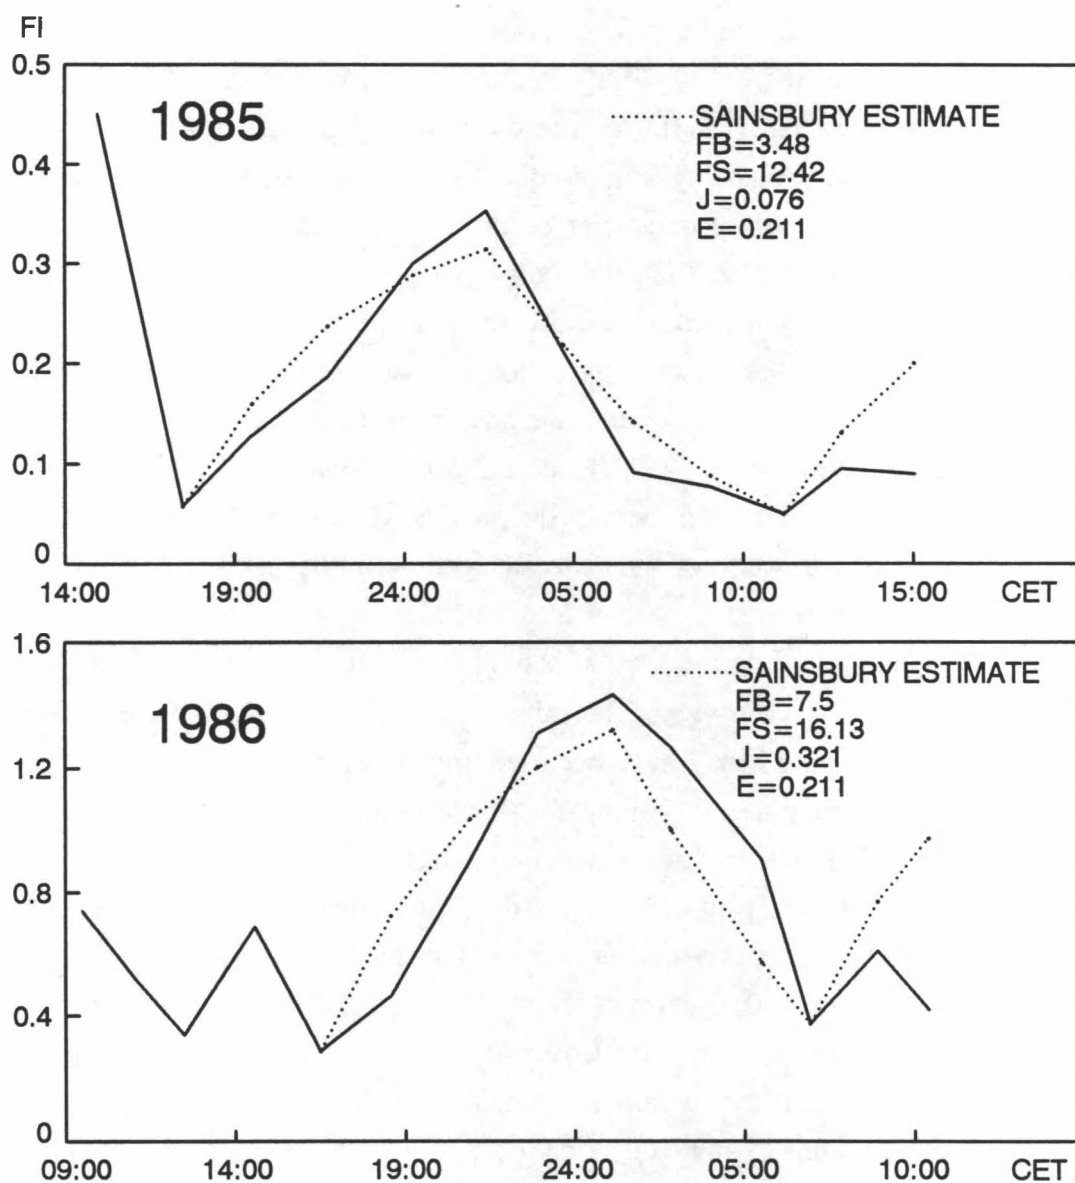 FI
0.5
1985
SAINSBURY ESTIMATE
FB=3.48
FS=12.42
J=0.076
E=0.211
0.4
0.3
0.2
0.1
0
14:00 19:00 24:00 05:00 10:00 15:00 CET
1.6
1986
SAINSBURY ESTIMATE
FB=7.5
FS=16.13
J=0.321
E=0.211
1.2
0.8
0.4
0
09:00 14:00 19:00 24:00 05:00 10:00 CET